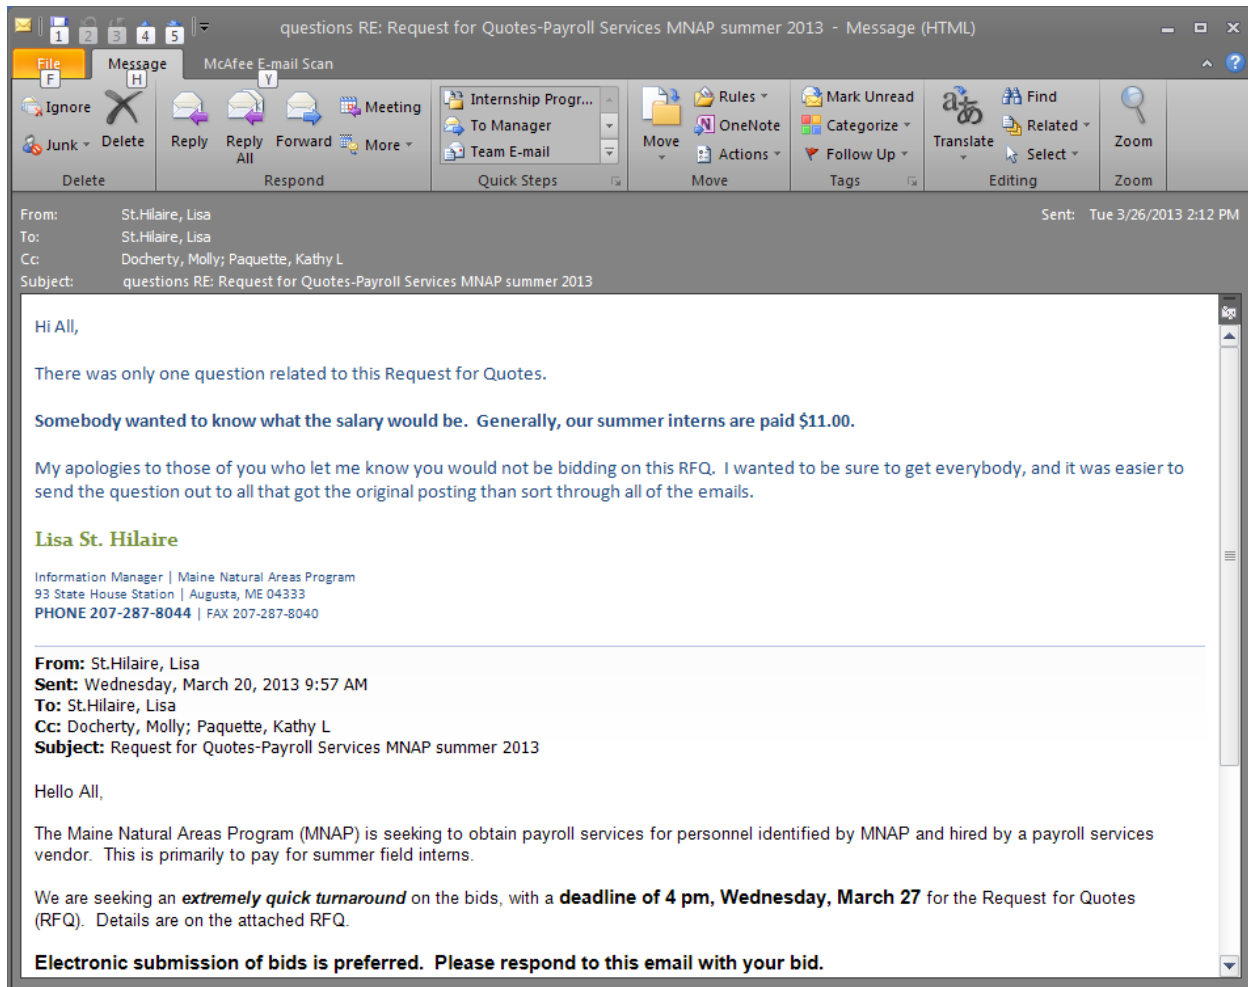 questions RE: Request for Quotes-Payroll Services MNAP summer 2013 - Message (HTML)
1 2 3 4 5
File Message McAfee E-mail Scan
F H Y
Ignore
Junk
Delete
Delete
Reply
Reply All
Forward
Meeting
More
Respond
Internship Progr...
To Manager
Team E-mail
Quick Steps
Move
Rules
OneNote
Actions
Move
Mark Unread
Categorize
Follow Up
Tags
Translate
Find
Related
Select
Editing
Zoom
Zoom
From: St.Hilaire, Lisa Sent: Tue 3/26/2013 2:12 PM
To: St.Hilaire, Lisa
Cc: Docherty, Molly; Paquette, Kathy L
Subject: questions RE: Request for Quotes-Payroll Services MNAP summer 2013
Hi All,
There was only one question related to this Request for Quotes.
Somebody wanted to know what the salary would be. Generally, our summer interns are paid $11.00.
My apologies to those of you who let me know you would not be bidding on this RFQ. I wanted to be sure to get everybody, and it was easier to
send the question out to all that got the original posting than sort through all of the emails.
Lisa St. Hilaire
Information Manager | Maine Natural Areas Program
93 State House Station | Augusta, ME 04333
PHONE 207-287-8044 | FAX 207-287-8040
From: St.Hilaire, Lisa
Sent: Wednesday, March 20, 2013 9:57 AM
To: St.Hilaire, Lisa
Cc: Docherty, Molly; Paquette, Kathy L
Subject: Request for Quotes-Payroll Services MNAP summer 2013
Hello All,
The Maine Natural Areas Program (MNAP) is seeking to obtain payroll services for personnel identified by MNAP and hired by a payroll services
vendor. This is primarily to pay for summer field interns.
We are seeking an extremely quick turnaround on the bids, with a deadline of 4 pm, Wednesday, March 27 for the Request for Quotes
(RFQ). Details are on the attached RFQ.
Electronic submission of bids is preferred. Please respond to this email with your bid.